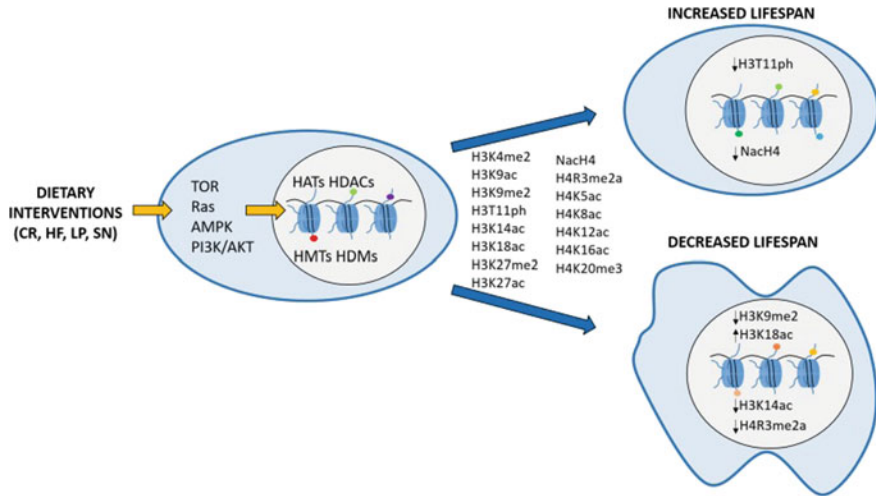 DIETARY
INTERVENTIONS
(CR, HF, LP, SN)
TOR
Ras
AMPK
PI3K/AKT
HATs HDACs
HMTs HDMs
H3K4me2
H3K9ac
H3K9me2
H3T11ph
H3K14ac
H3K18ac
H3K27me2
H3K27ac
NacH4
H4R3me2a
H4K5ac
H4K8ac
H4K12ac
H4K16ac
H4K20me3
INCREASED LIFESPAN
↓H3T11ph
↓ NacH4
DECREASED LIFESPAN
↓H3K9me2
↑H3K18ac
↓H3K14ac
↓H4R3me2a